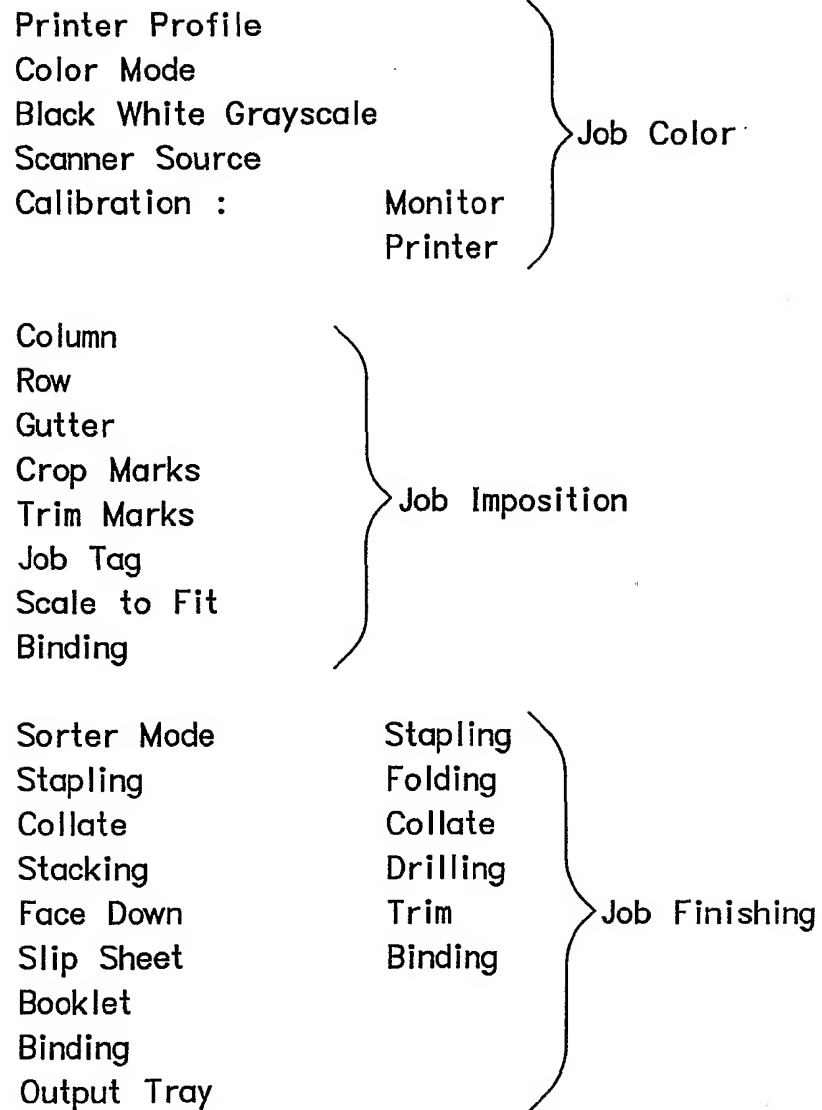 Printer Profile
Color Mode
Black White Grayscale
Job Color
Scanner Source
Calibration : Monitor
Printer
Column
Row
Gutter
Crop Marks
Job Imposition
Trim Marks
Job Tag
Scale to Fit
Binding
Sorter Mode Stapling
Stapling Folding
Collate Collate
Stacking Drilling
Face Down Trim Job Finishing
Slip Sheet Binding
Booklet
Binding
Output Tray